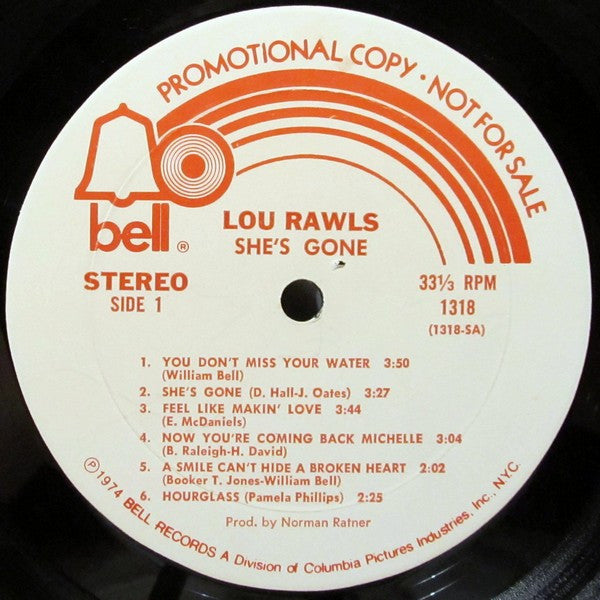 PROMOTIONAL COPY · NOT FOR SALE
bell ®
LOU RAWLS
SHE'S GONE
STEREO
SIDE 1
33⅓ RPM
1318
(1318-SA)
1. YOU DON'T MISS YOUR WATER 3:50
(William Bell)
2. SHE'S GONE (D. Hall-J. Oates) 3:27
3. FEEL LIKE MAKIN' LOVE 3:44
(E. McDaniels)
4. NOW YOU'RE COMING BACK MICHELLE 3:04
(B. Raleigh-H. David)
5. A SMILE CAN'T HIDE A BROKEN HEART 2:02
(Booker T. Jones-William Bell)
6. HOURGLASS (Pamela Phillips) 2:25
Prod. by Norman Ratner
℗ 1974 BELL RECORDS A Division of Columbia Pictures Industries, Inc., N.Y.C.